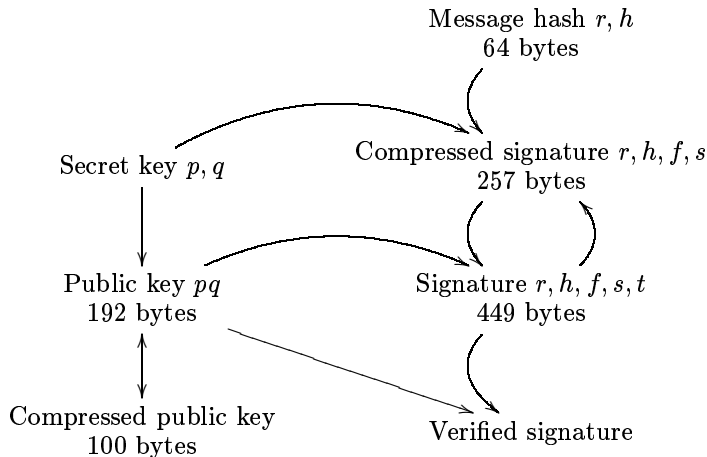 Message hash r, h
64 bytes
Secret key p, q
Compressed signature r, h, f, s
257 bytes
Public key pq
192 bytes
Signature r, h, f, s, t
449 bytes
Compressed public key
100 bytes
Verified signature